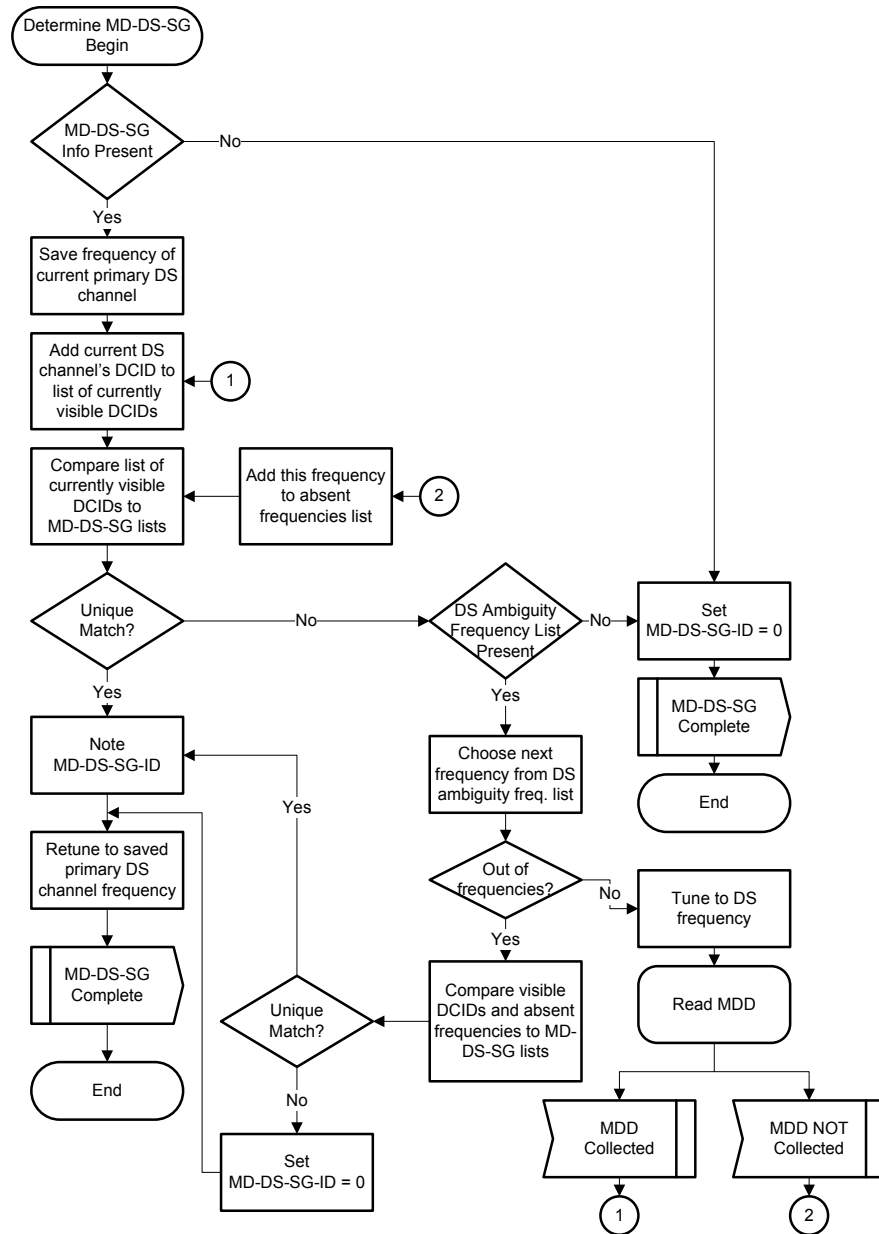 Determine MD-DS-SG
Begin
MD-DS-SG
Info Present
No
Yes
Save frequency of
current primary DS
channel
Add current DS
channel's DCID to
list of currently
visible DCIDs
1
Compare list of
currently visible
DCIDs to
MD-DS-SG lists
Add this frequency
to absent
frequencies list
2
Unique
Match?
No
DS Ambiguity
Frequency List
Present
No
Set
MD-DS-SG-ID = 0
Yes
Yes
MD-DS-SG
Complete
End
Note
MD-DS-SG-ID
Choose next
frequency from DS
ambiguity freq. list
Yes
Retune to saved
primary DS
channel frequency
Out of
frequencies?
No
Tune to DS
frequency
Yes
MD-DS-SG
Complete
Unique
Match?
Compare visible
DCIDs and absent
frequencies to MD-
DS-SG lists
Read MDD
End
No
Set
MD-DS-SG-ID = 0
MDD
Collected
MDD NOT
Collected
1
2